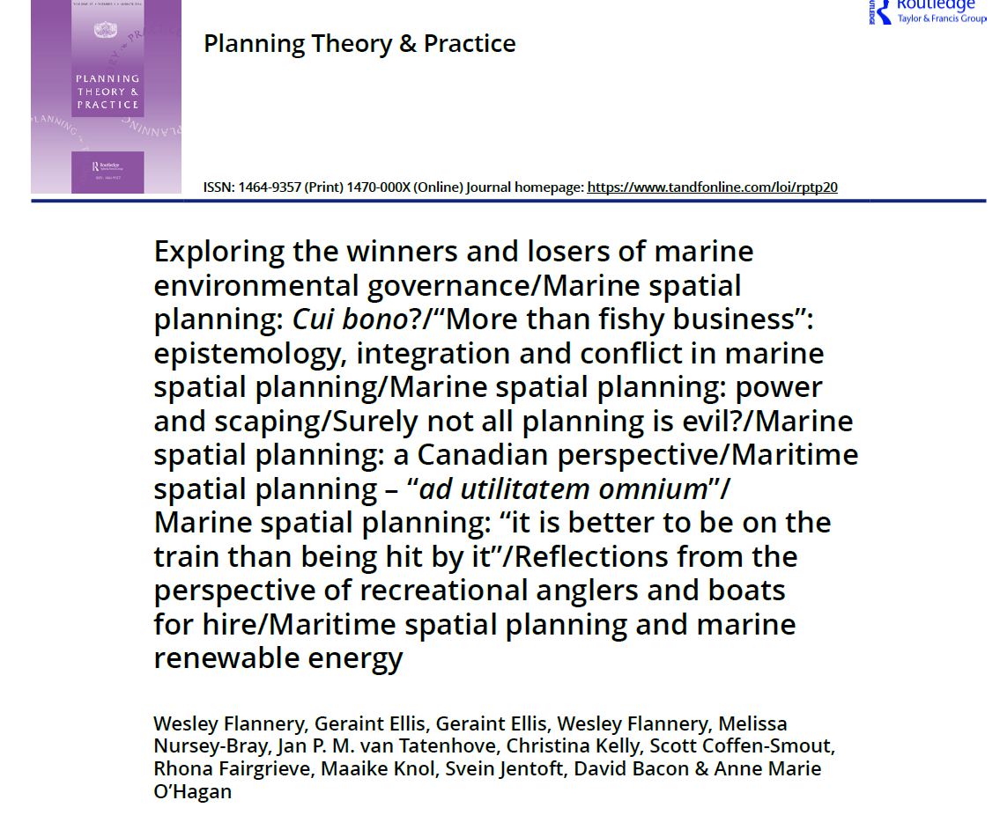 VOLUME 17 • NUMBER 1 • MARCH 2016
PLANNING
THEORY &
PRACTICE
Routledge
Planning Theory & Practice
Routledge
Taylor & Francis Group
ISSN: 1464-9357 (Print) 1470-000X (Online) Journal homepage: https://www.tandfonline.com/loi/rptp20
Exploring the winners and losers of marine
environmental governance/Marine spatial
planning: Cui bono?/“More than fishy business”:
epistemology, integration and conflict in marine
spatial planning/Marine spatial planning: power
and scaping/Surely not all planning is evil?/Marine
spatial planning: a Canadian perspective/Maritime
spatial planning – “ad utilitatem omnium”/
Marine spatial planning: “it is better to be on the
train than being hit by it”/Reflections from the
perspective of recreational anglers and boats
for hire/Maritime spatial planning and marine
renewable energy
Wesley Flannery, Geraint Ellis, Geraint Ellis, Wesley Flannery, Melissa
Nursey-Bray, Jan P. M. van Tatenhove, Christina Kelly, Scott Coffen-Smout,
Rhona Fairgrieve, Maaike Knol, Svein Jentoft, David Bacon & Anne Marie
O’Hagan